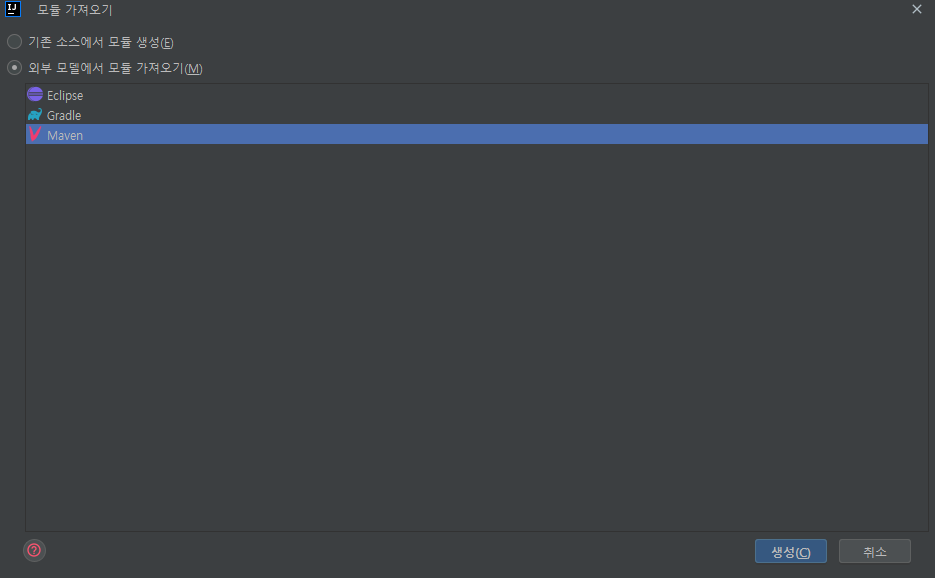 IJ 모듈 가져오기
기존 소스에서 모듈 생성(E)
외부 모델에서 모듈 가져오기(M)
Eclipse
Gradle
Maven
생성(C) 취소